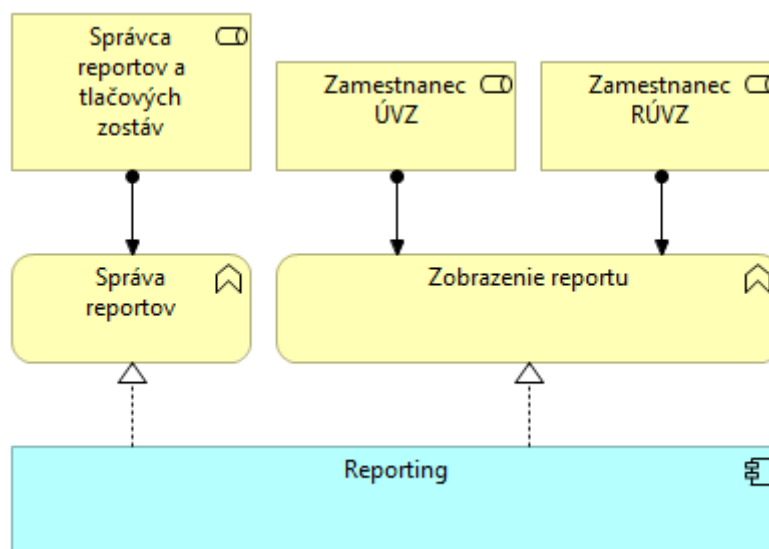 Správca
reportov a
tlačových
zostáv
Zamestnanec
ÚVZ
Zamestnanec
RÚVZ
Správa
reportov
Zobrazenie reportu
Reporting